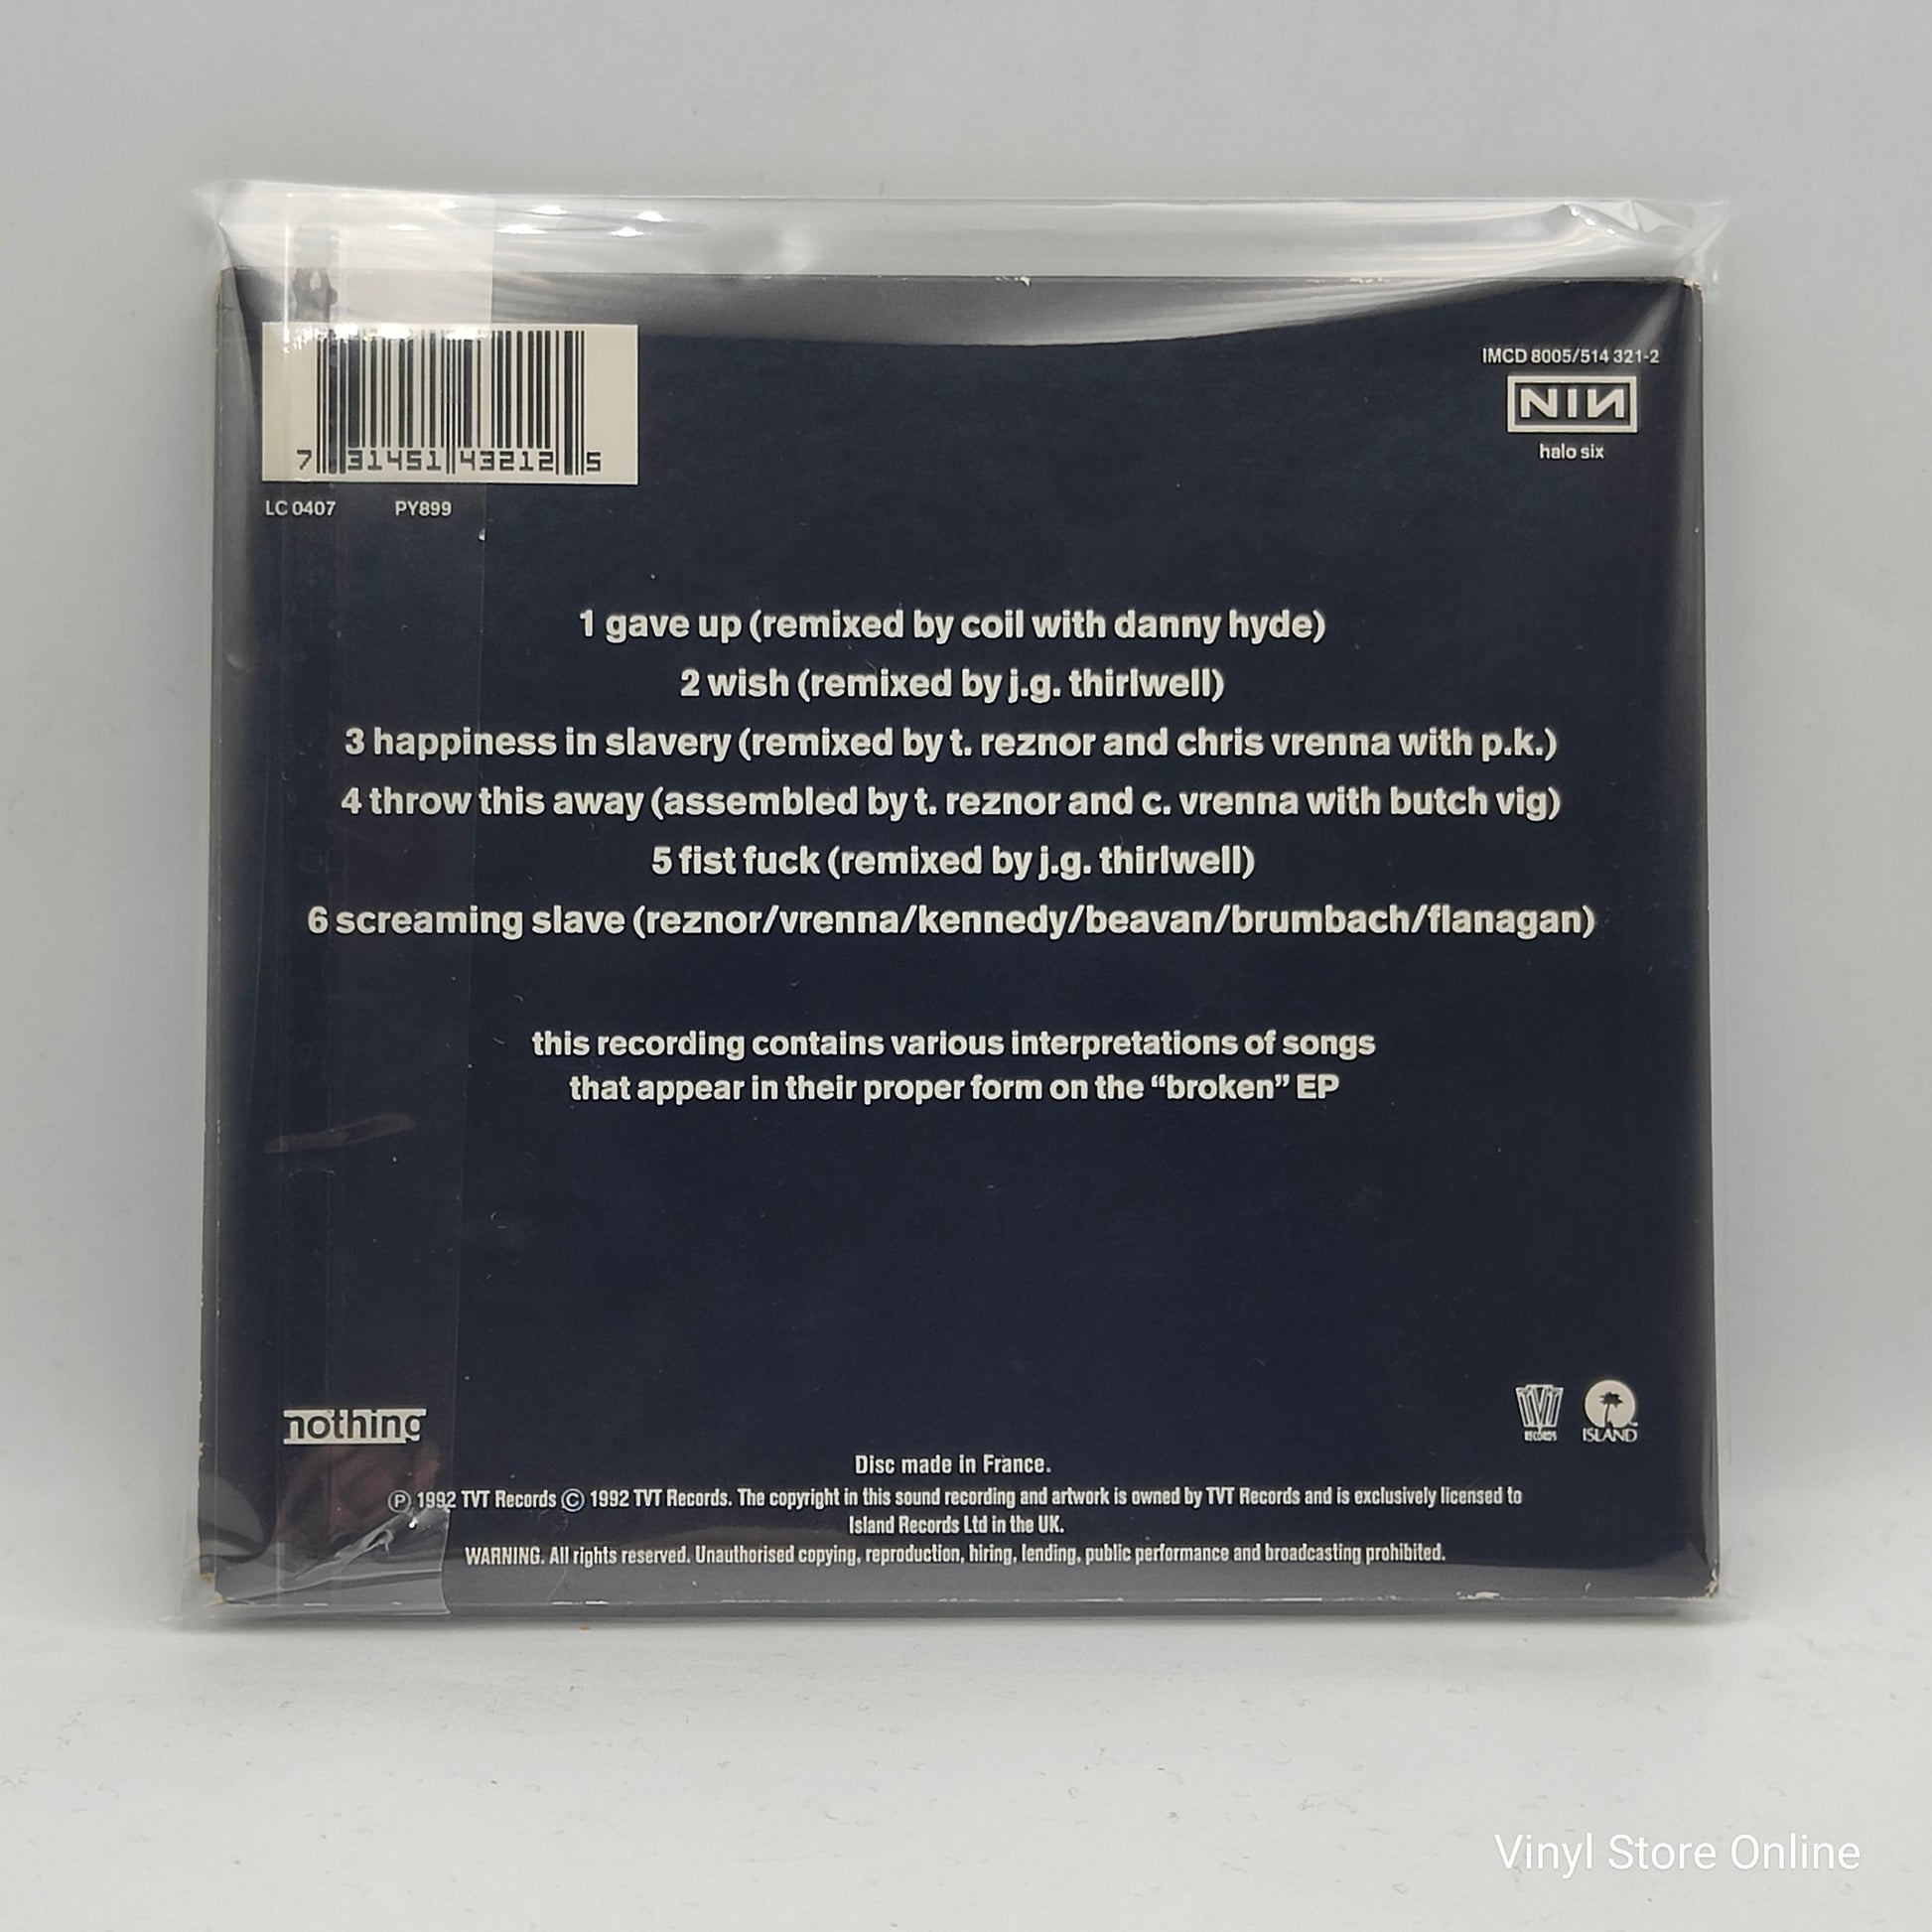 7 31451 43212 5
LC 0407 PY899
IMCD 8005/514 321-2
NIN
halo six
1 gave up (remixed by coil with danny hyde)
2 wish (remixed by j.g. thirlwell)
3 happiness in slavery (remixed by t. reznor and chris vrenna with p.k.)
4 throw this away (assembled by t. reznor and c. vrenna with butch vig)
5 fist fuck (remixed by j.g. thirlwell)
6 screaming slave (reznor/vrenna/kennedy/beavan/brumbach/flanagan)
this recording contains various interpretations of songs
that appear in their proper form on the “broken” EP
nothing
TVT RECORDS
ISLAND
Disc made in France.
Ⓟ 1992 TVT Records © 1992 TVT Records. The copyright in this sound recording and artwork is owned by TVT Records and is exclusively licensed to
Island Records Ltd in the UK.
WARNING. All rights reserved. Unauthorised copying, reproduction, hiring, lending, public performance and broadcasting prohibited.
Vinyl Store Online